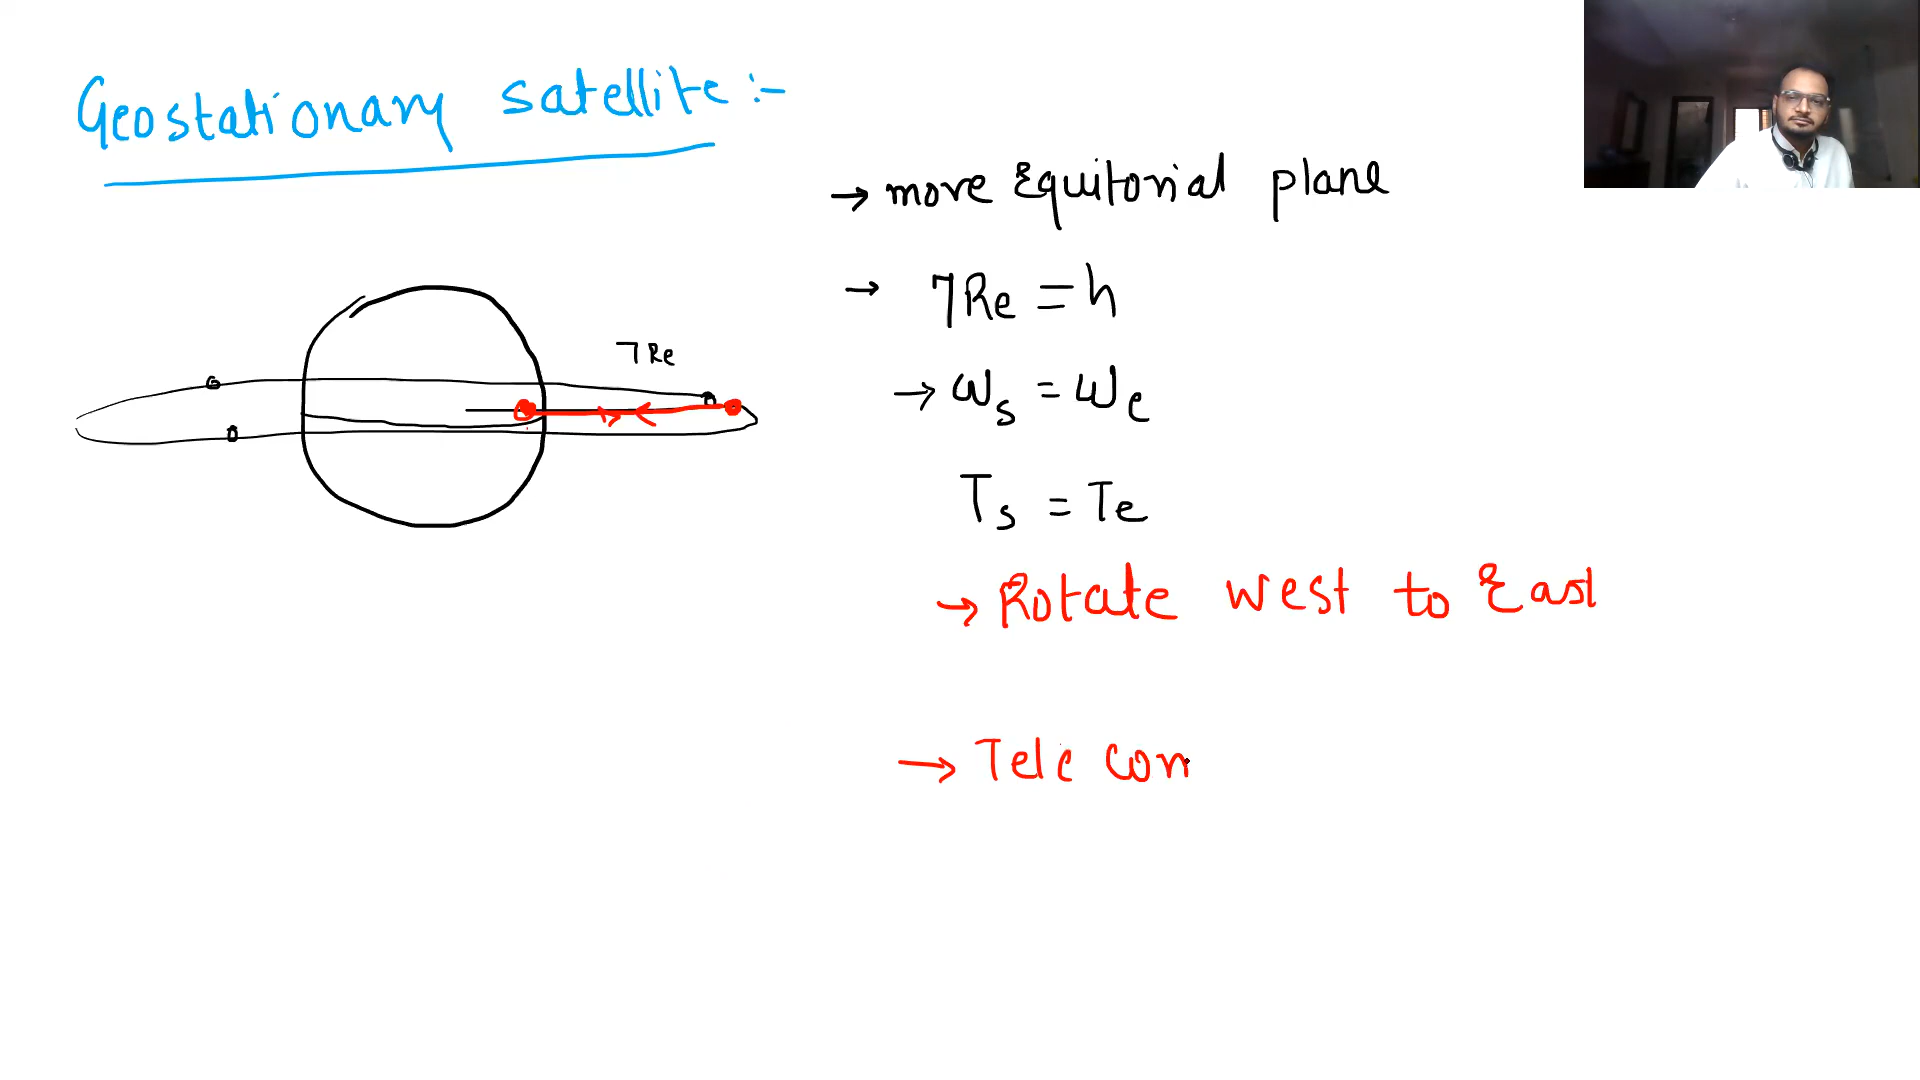 Geostationary satellite :-
→ move Equitorial plane
→ 7Re = h
7Re
→ ωs = ωe
Ts = Te
→ Rotate west to East
→ Tele com